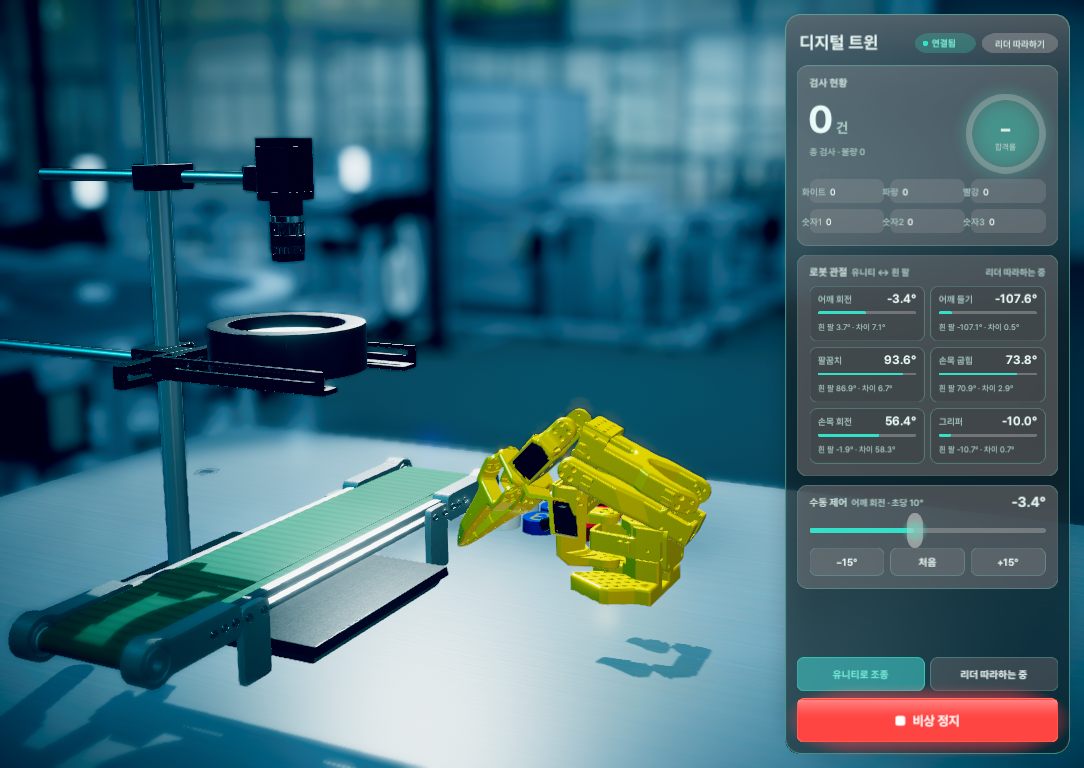 디지털 트윈
연결됨
리더 따라하기
검사 현황
0 건
총 검사 · 불량 0
–
합격률
화이트 0
파랑 0
빨강 0
숫자1 0
숫자2 0
숫자3 0
로봇 관절 유니티 ↔ 흰 팔
리더 따라하는 중
어깨 회전 -3.4°
흰 팔 3.7° · 차이 7.1°
어깨 들기 -107.6°
흰 팔 -107.1° · 차이 0.5°
팔꿈치 93.6°
흰 팔 86.9° · 차이 6.7°
손목 굽힘 73.8°
흰 팔 70.9° · 차이 2.9°
손목 회전 56.4°
흰 팔 -1.9° · 차이 58.3°
그리퍼 -10.0°
흰 팔 -10.7° · 차이 0.7°
수동 제어 어깨 회전 · 초당 10° -3.4°
-15°
처음
+15°
유니티로 조종
리더 따라하는 중
비상 정지